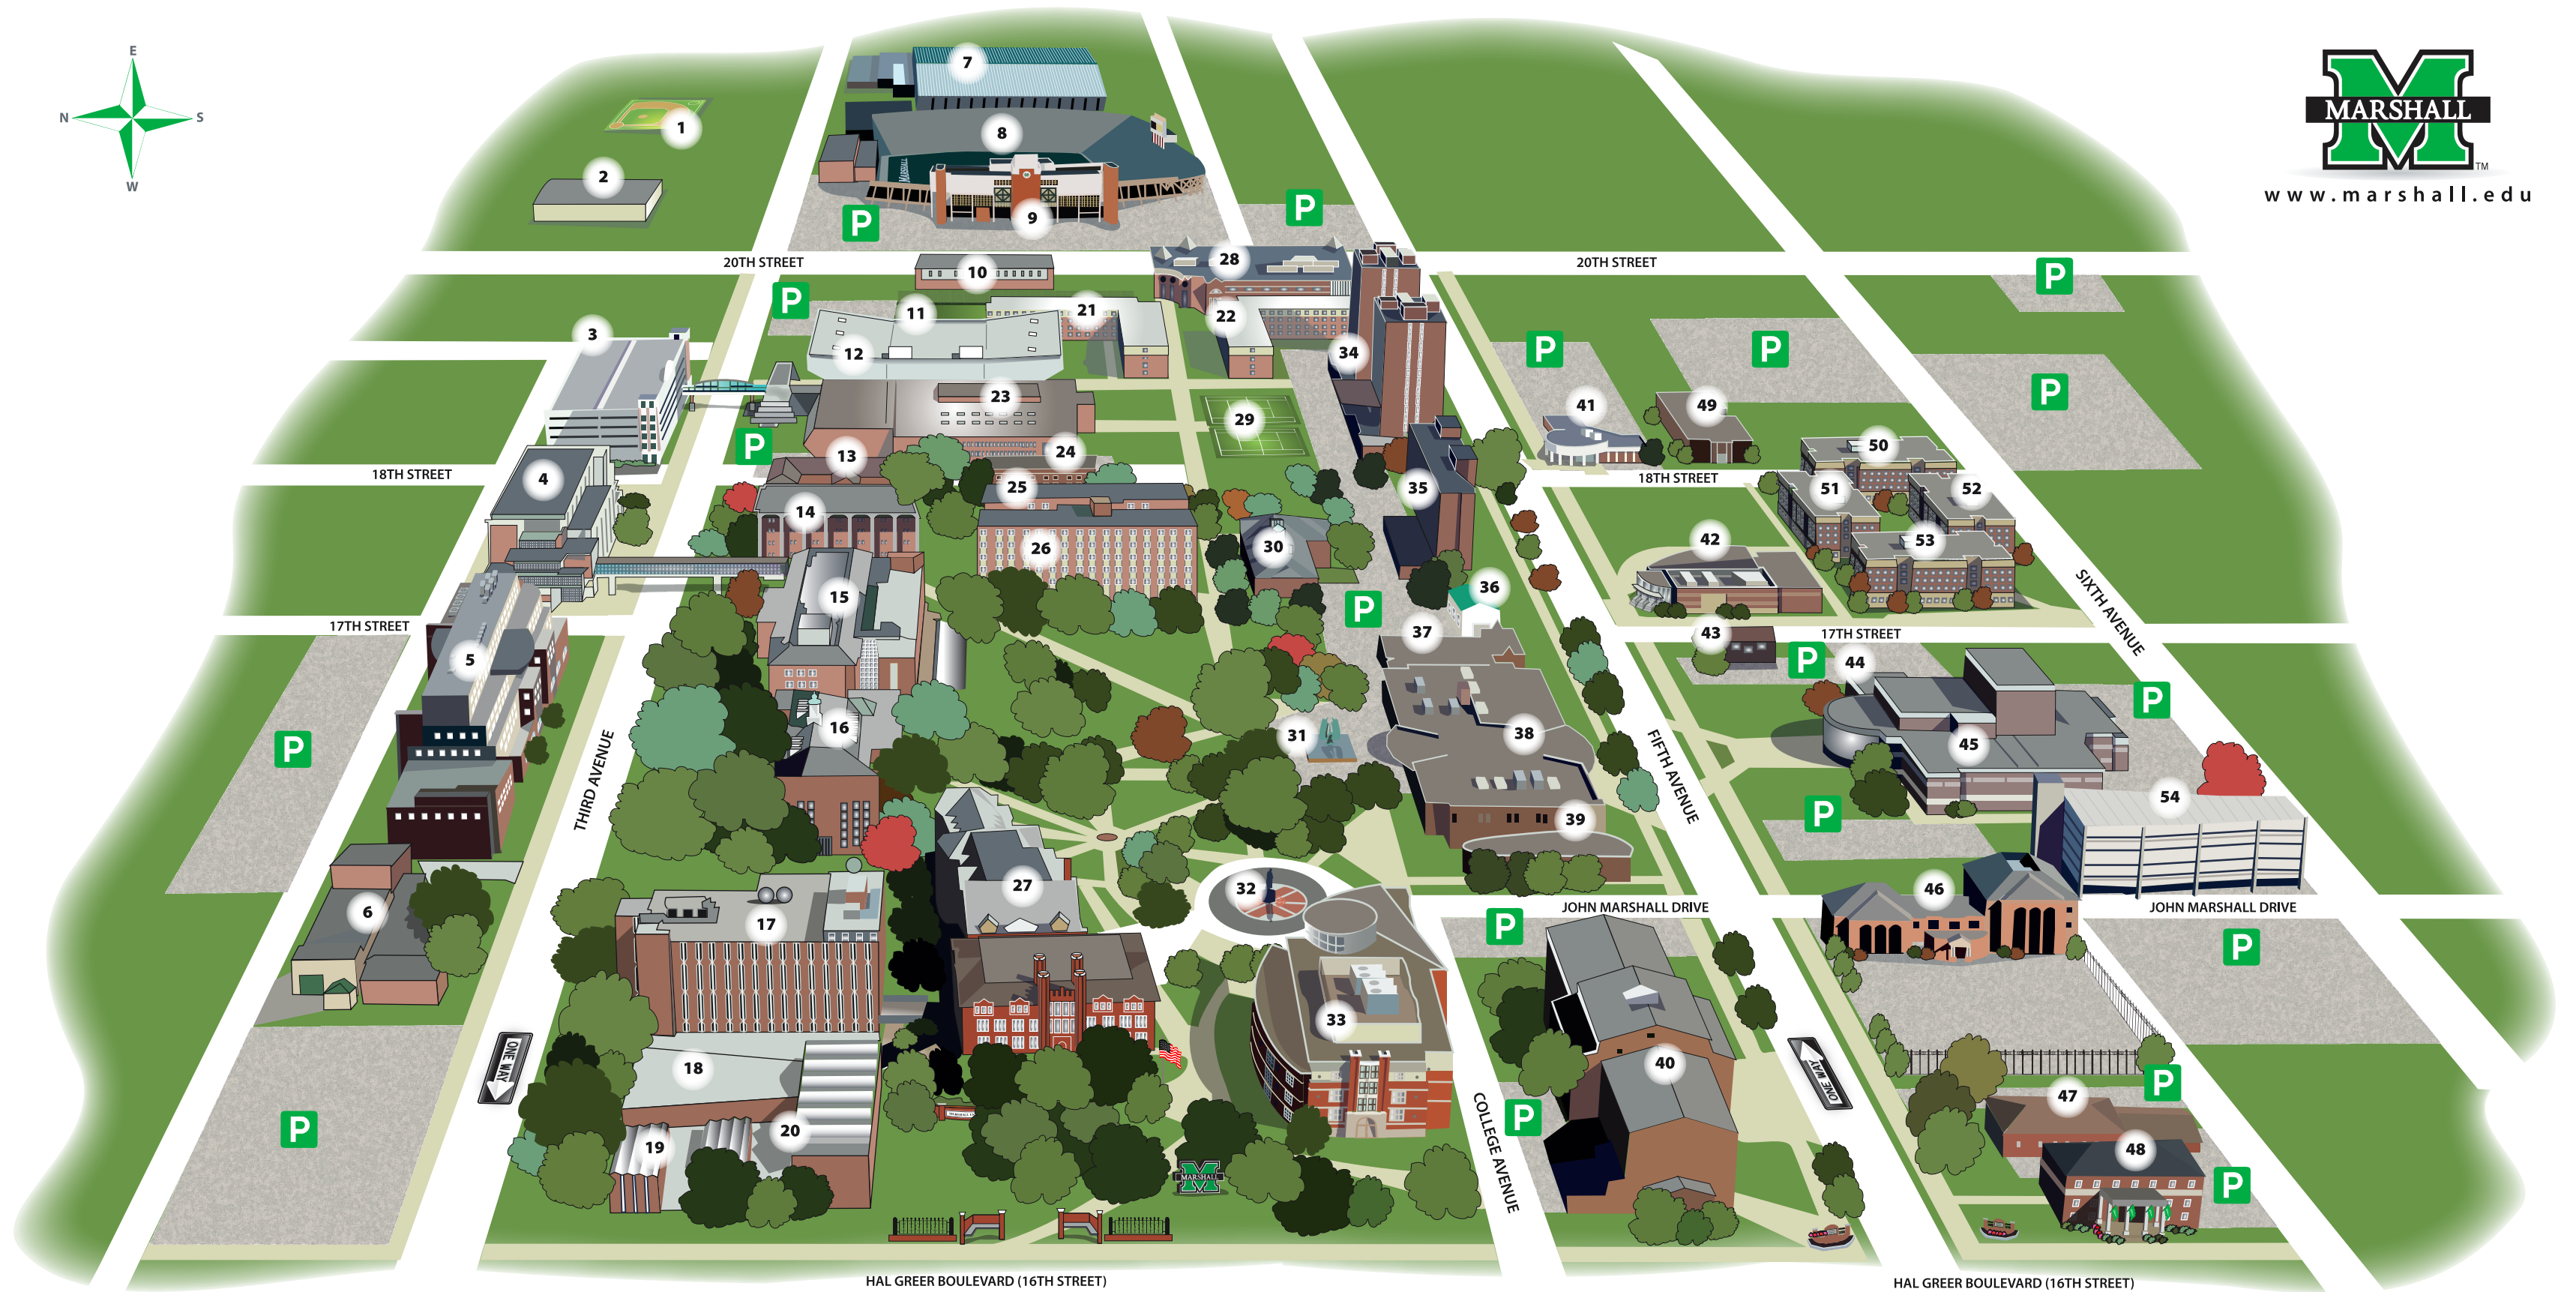 E
N
S
W
MARSHALL
TM
www.marshall.edu
1
2
3
4
5
6
7
8
MARSHALL
9
P
P
20TH STREET
20TH STREET
10
28
P
P
11
21
22
12
34
P
P
P
41
49
23
29
P
13
24
50
18TH STREET
18TH STREET
25
35
51
52
14
26
30
42
53
15
36
P
SIXTH AVENUE
17TH STREET
17TH STREET
37
43
P
44
P
P
16
31
38
45
THIRD AVENUE
FIFTH AVENUE
54
P
39
27
32
46
JOHN MARSHALL DRIVE
JOHN MARSHALL DRIVE
17
P
P
33
ONE WAY
ONE WAY
18
40
P
47
P
COLLEGE AVENUE
P
19
20
48
MARSHALL
P
HAL GREER BOULEVARD (16TH STREET)
HAL GREER BOULEVARD (16TH STREET)